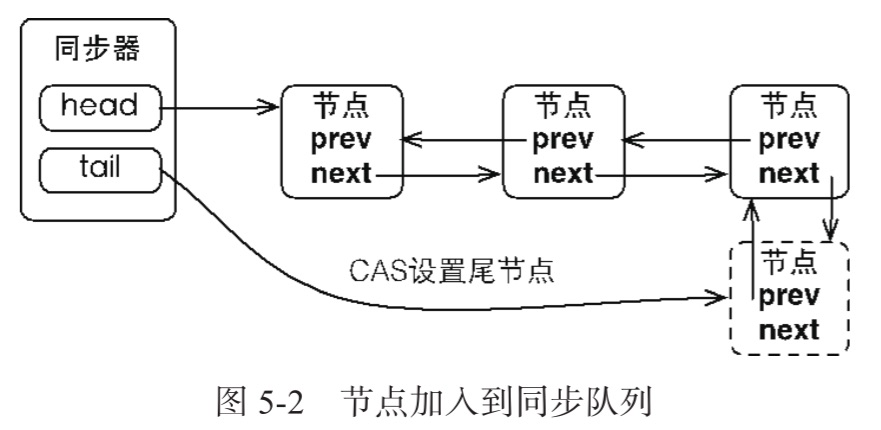 同步器
head
tail
节点
prev
next
节点
prev
next
节点
prev
next
CAS设置尾节点
节点
prev
next
图 5-2 节点加入到同步队列